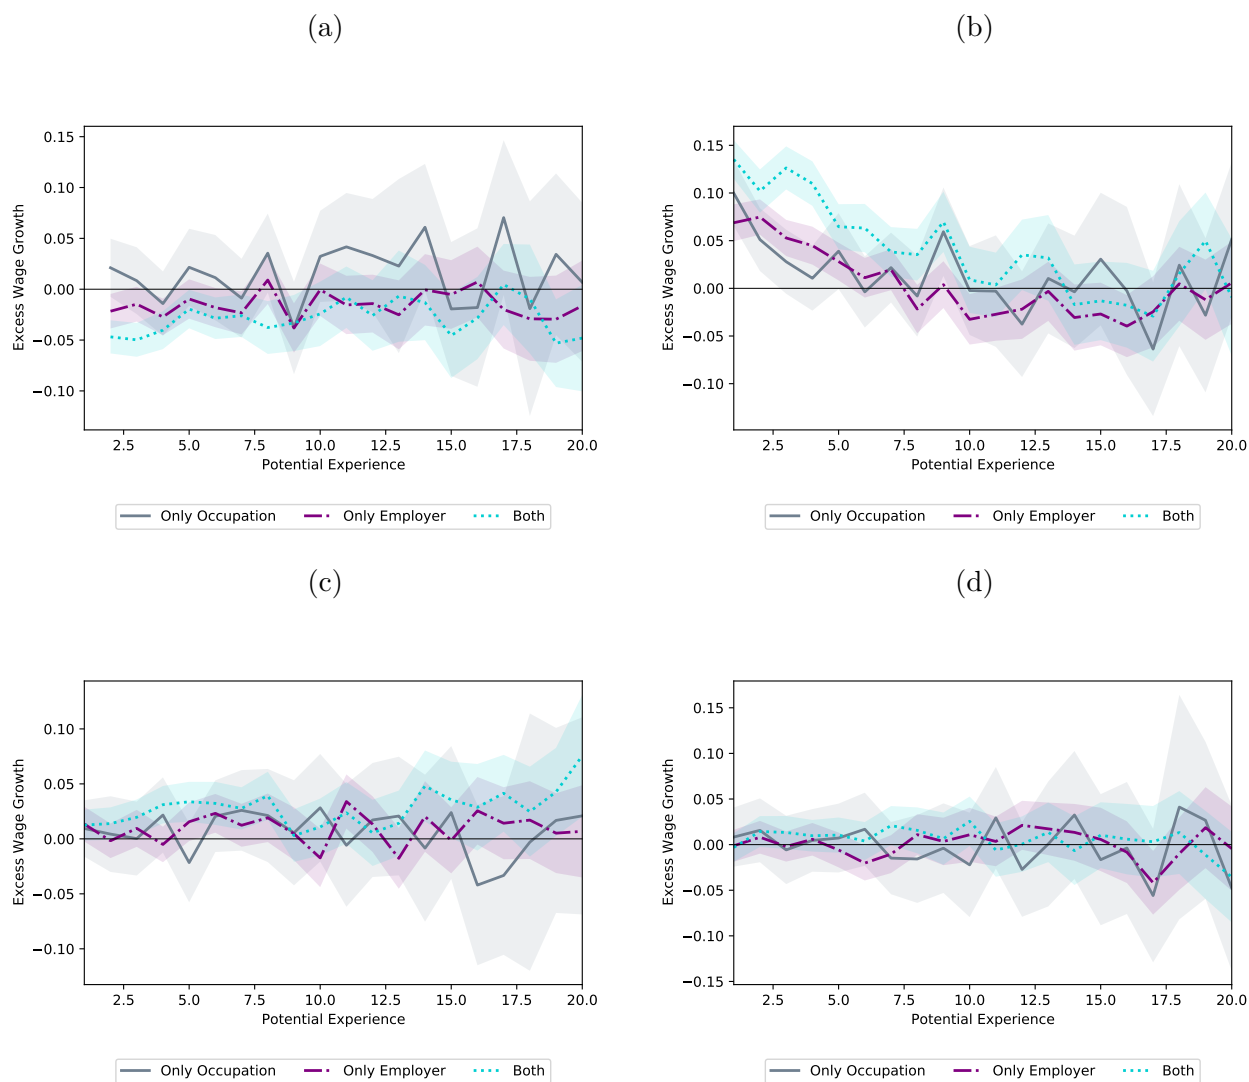 (a)
(b)
0.15
0.10
0.05
0.00
−0.05
−0.10
Excess Wage Growth
2.5 5.0 7.5 10.0 12.5 15.0 17.5 20.0
Potential Experience
Only Occupation Only Employer Both
0.15
0.10
0.05
0.00
−0.05
−0.10
Excess Wage Growth
2.5 5.0 7.5 10.0 12.5 15.0 17.5 20.0
Potential Experience
Only Occupation Only Employer Both
(c)
(d)
0.10
0.05
0.00
−0.05
−0.10
Excess Wage Growth
2.5 5.0 7.5 10.0 12.5 15.0 17.5 20.0
Potential Experience
Only Occupation Only Employer Both
0.15
0.10
0.05
0.00
−0.05
−0.10
−0.15
Excess Wage Growth
2.5 5.0 7.5 10.0 12.5 15.0 17.5 20.0
Potential Experience
Only Occupation Only Employer Both